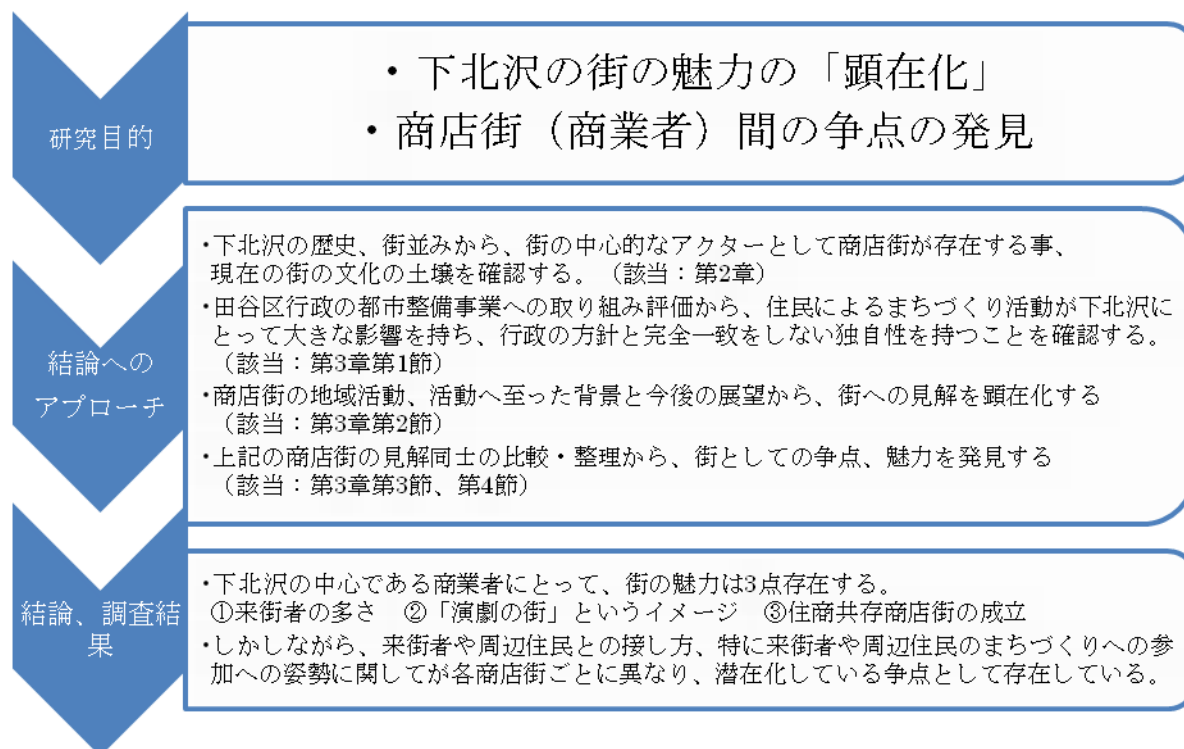 研究目的
・下北沢の街の魅力の「顕在化」
・商店街（商業者）間の争点の発見
結論への
アプローチ
・下北沢の歴史、街並みから、街の中心的なアクターとして商店街が存在する事、
現在の街の文化の土壌を確認する。（該当：第2章）
・田谷区行政の都市整備事業への取り組み評価から、住民によるまちづくり活動が下北沢に
とって大きな影響を持ち、行政の方針と完全一致をしない独自性を持つことを確認する。
（該当：第3章第1節）
・商店街の地域活動、活動へ至った背景と今後の展望から、街への見解を顕在化する
（該当：第3章第2節）
・上記の商店街の見解同士の比較・整理から、街としての争点、魅力を発見する
（該当：第3章第3節、第4節）
結論、調査結
果
・下北沢の中心である商業者にとって、街の魅力は3点存在する。
①来街者の多さ　②「演劇の街」というイメージ　③住商共存商店街の成立
・しかしながら、来街者や周辺住民との接し方、特に来街者や周辺住民のまちづくりへの参
加への姿勢に関してが各商店街ごとに異なり、潜在化している争点として存在している。